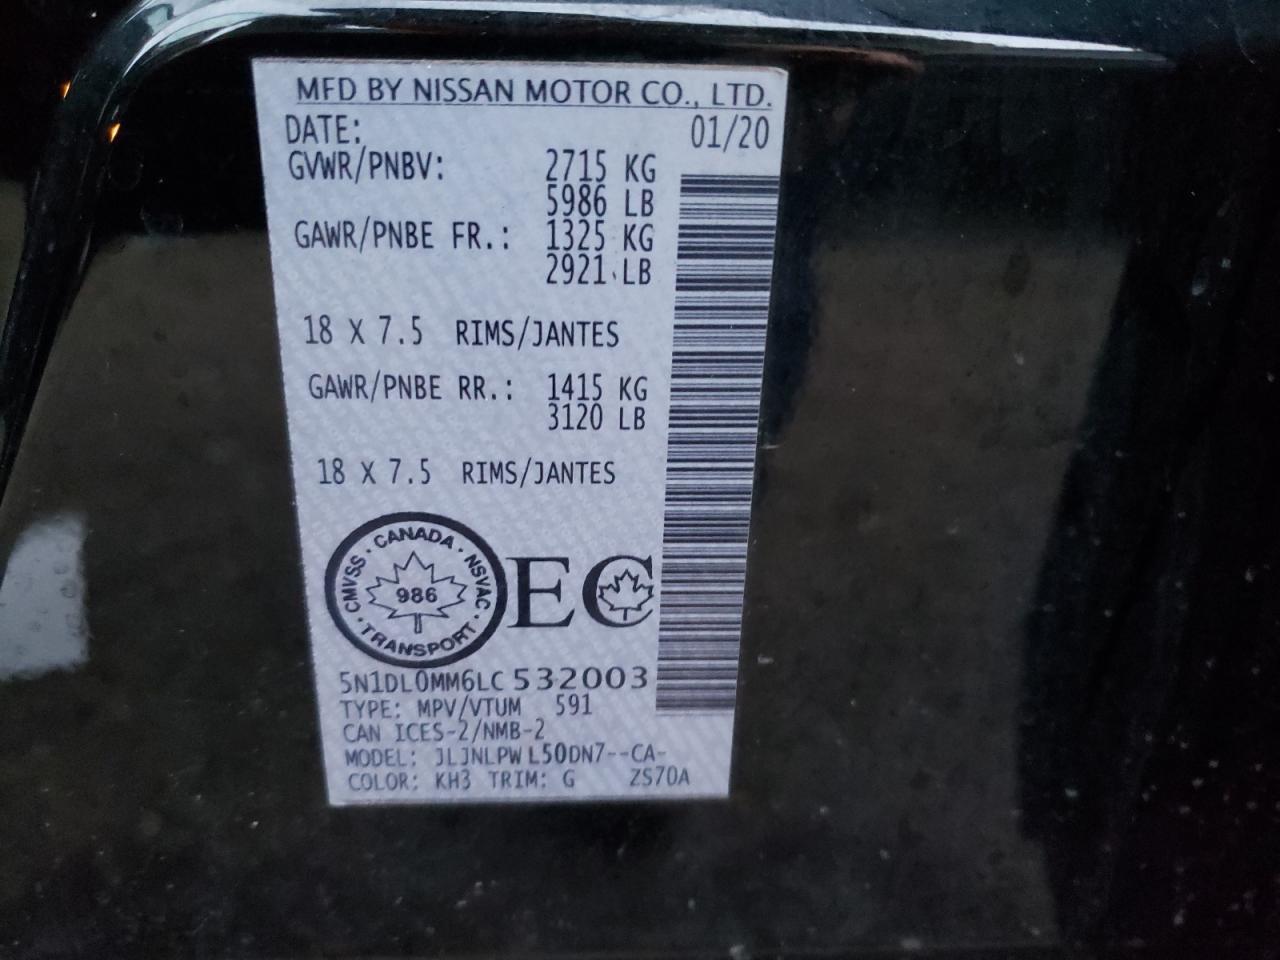 MFD BY NISSAN MOTOR CO., LTD.
DATE: 01/20
GVWR/PNBV: 2715 KG
5986 LB
GAWR/PNBE FR.: 1325 KG
2921 LB
18 X 7.5 RIMS/JANTES
GAWR/PNBE RR.: 1415 KG
3120 LB
18 X 7.5 RIMS/JANTES
CMVSS · CANADA · NSVAC · TRANSPORT ·
986
EC
5N1DL0MM6LC532003
TYPE: MPV/VTUM 591
CAN ICES-2/NMB-2
MODEL: JLJNLPW L50DN7--CA-
COLOR: KH3 TRIM: G ZS70A